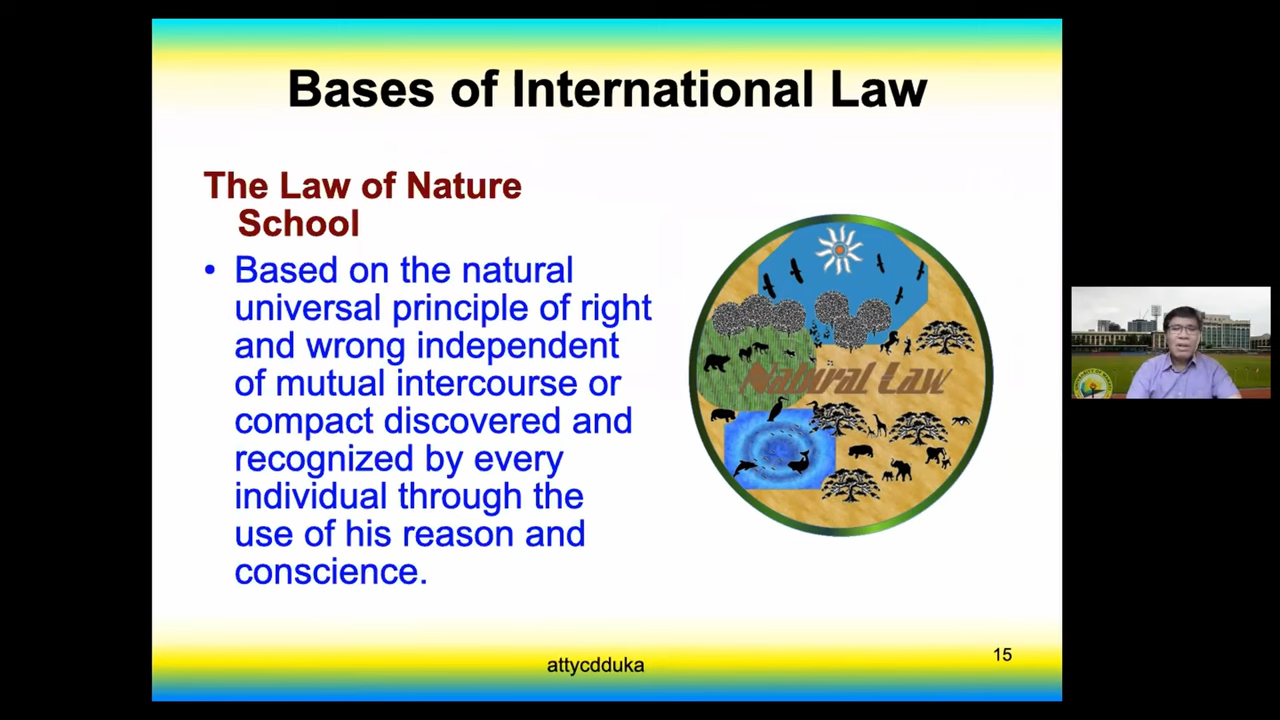 Bases of International Law
The Law of Nature
School
• Based on the natural
universal principle of right
and wrong independent
of mutual intercourse or
compact discovered and
recognized by every
individual through the
use of his reason and
conscience.
Natural Law
attycdduka
15